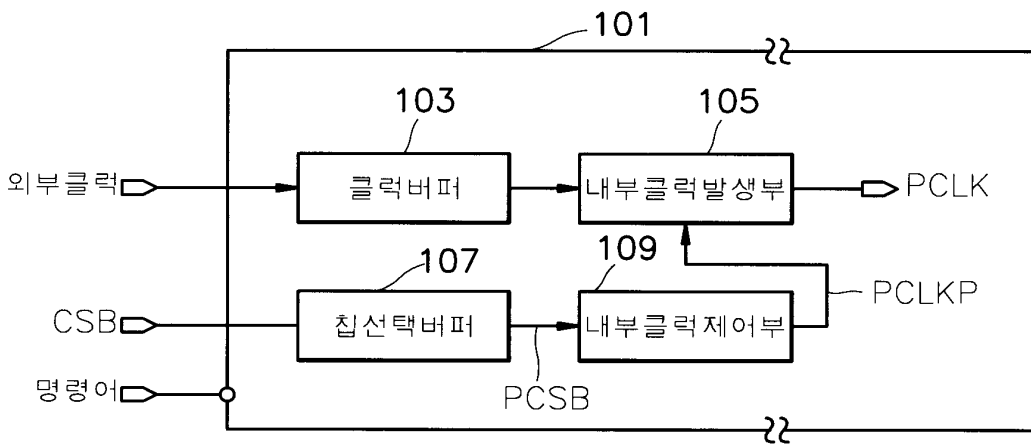 101
103
105
외부클럭
클럭버퍼
내부클럭발생부
PCLK
107
109
PCLKP
CSB
칩선택버퍼
내부클럭제어부
명령어
PCSB